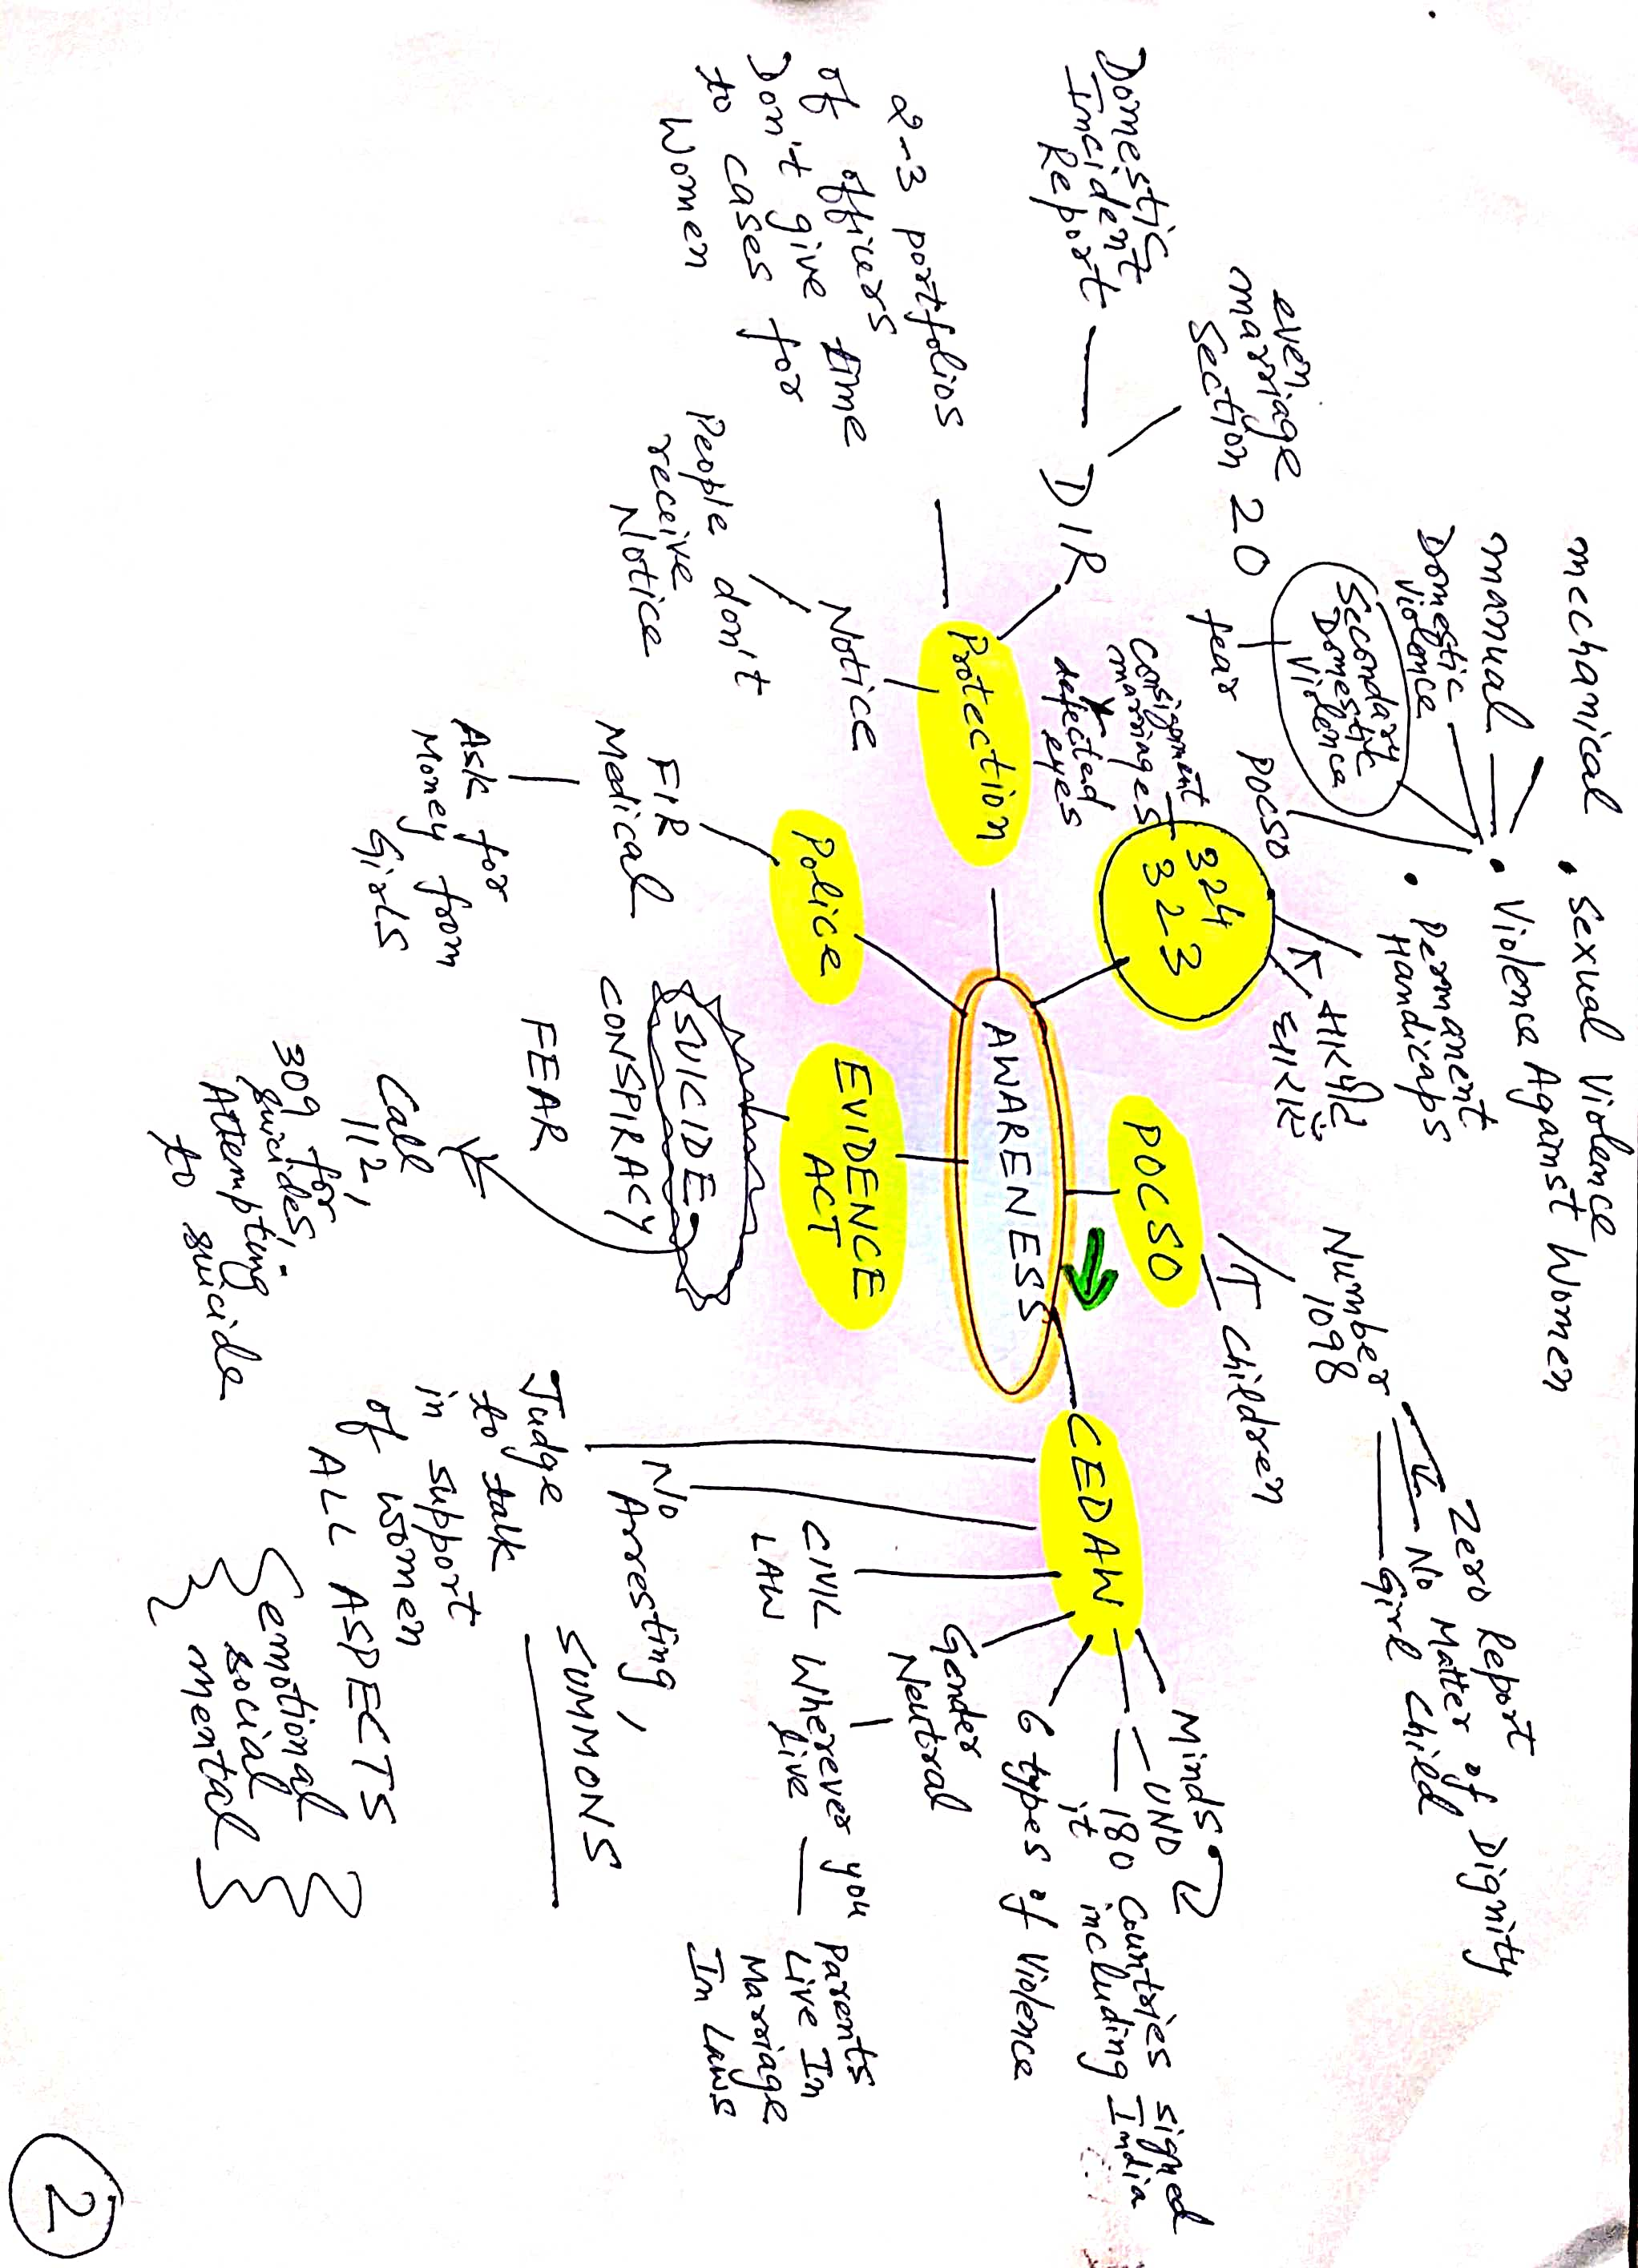 mechanical
manual
Domestic
Violence
Secondary
Domestic
Violence
fear
POCSO
• Sexual Violence
• Violence Against Women
• Permanent
Handicaps
even
marriage
Section 20
Domestic
Incident
Report
DIR
2-3 portfolios
of officers
Don't give time
to cases for
Women
Protection
Notice
People don't
receive
Notice
Consignment
marriages
defected
eyes
324
323
Police
FIR
Medical
Ask for
Money from
Girls
AWARENESS
EVIDENCE
ACT
SUICIDE
CONSPIRACY
FEAR
Call
112,
309 for
suicides,
Attempting
to suicide
POCSO
Children
Number
1098
Zero Report
No Matter of Dignity
Girl Child
CEDAW
Minds
UNO
180 Countries signed
it including India
6 types of Violence
Gender
Neutral
CIVIL
LAW
Wherever you
live
Parents
Live In
Marriage
In Laws
No
Arresting,
SUMMONS
Judge
to talk
in support
of women
ALL ASPECTS
emotional
social
mental
2